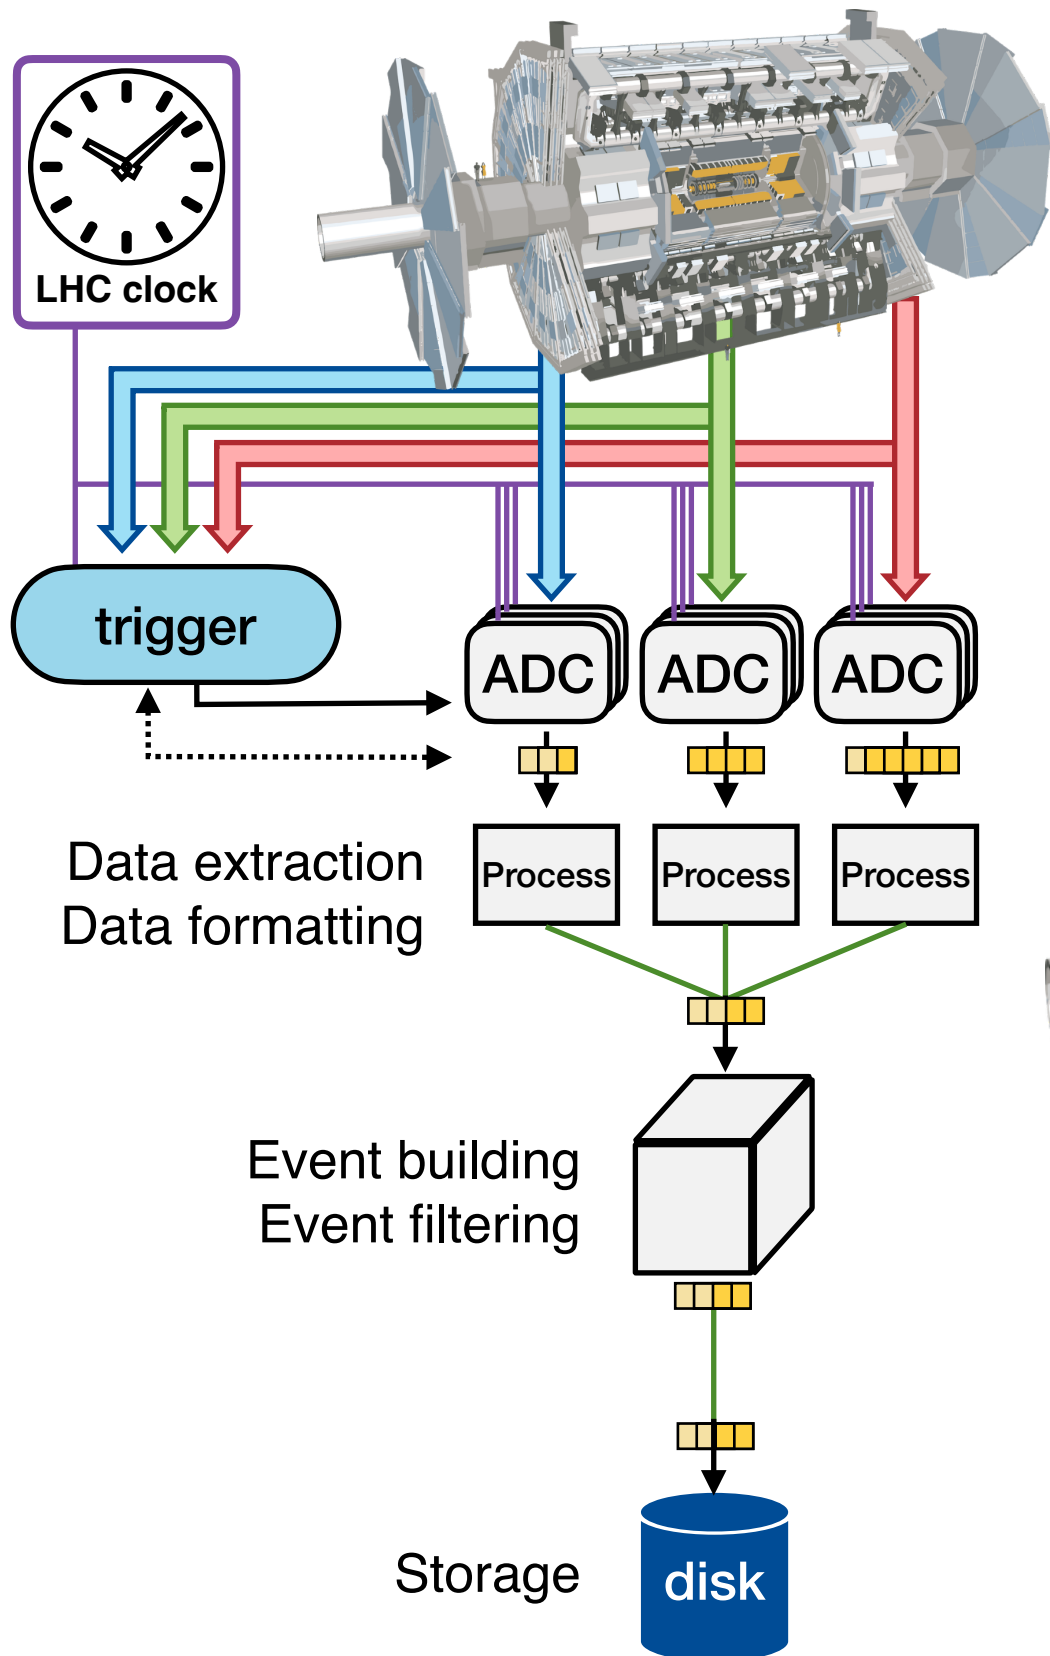 LHC clock
trigger
ADC
ADC
ADC
Data extraction
Data formatting
Process
Process
Process
Event building
Event filtering
Storage
disk